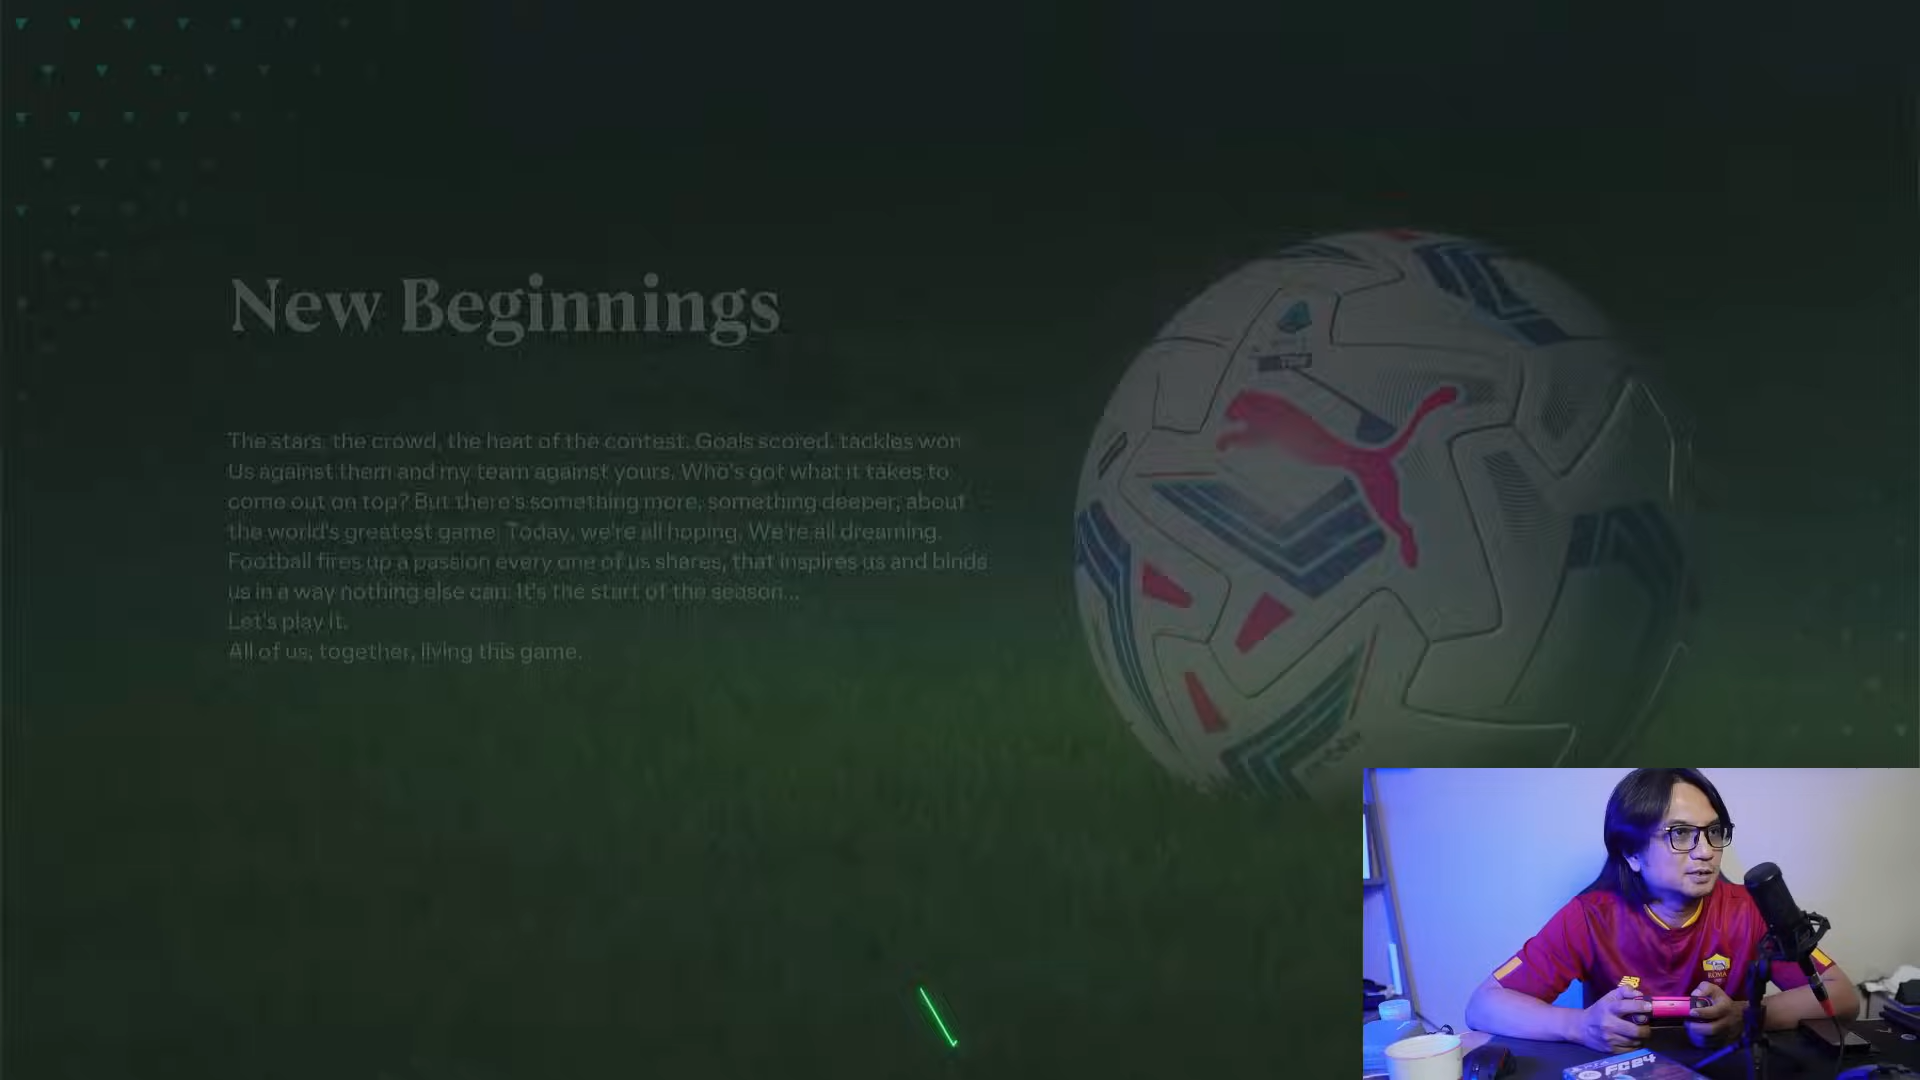 New Beginnings
The stars, the crowd, the heat of the contest. Goals scored, tackles won
Us against them and my team against yours. Who's got what it takes to
come out on top? But there's something more, something deeper, about
the world's greatest game. Today, we're all hoping. We're all dreaming.
Football fires up a passion every one of us shares, that inspires us and binds
us in a way nothing else can. It's the start of the season...
Let's play it.
All of us, together, living this game.
ROMA
FC24